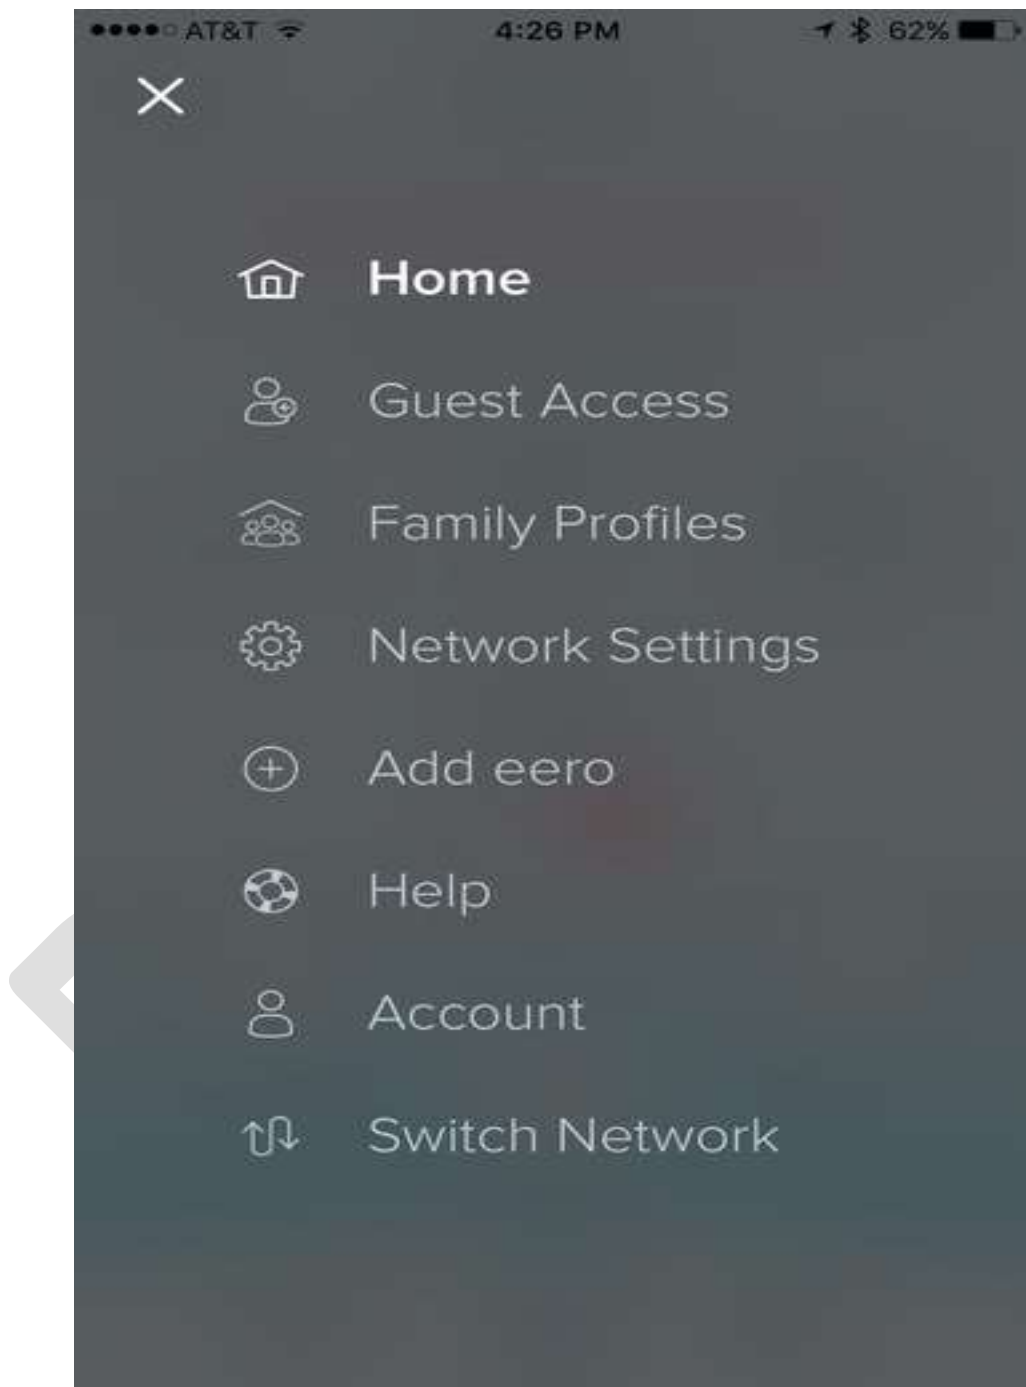 AT&T 4:26 PM 62%
Home
Guest Access
Family Profiles
Network Settings
Add eero
Help
Account
Switch Network